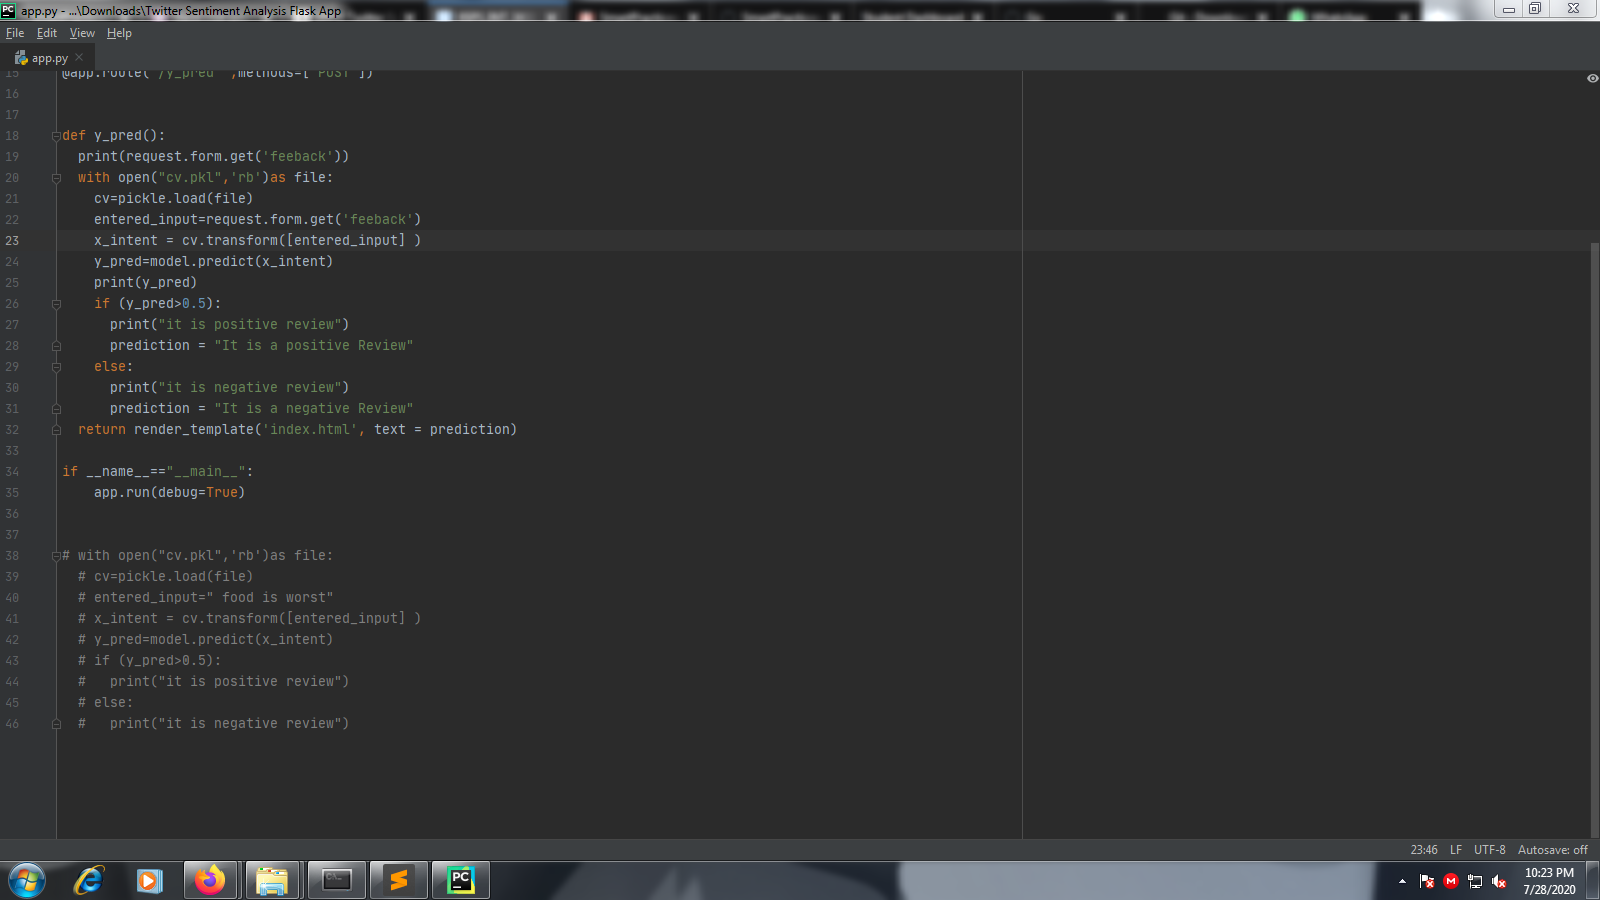 app.py - ...\Downloads\Twitter Sentiment Analysis Flask App
File Edit View Help
app.py
15 @app.route('/y_pred' ,methods=['POST'])
16
17
18 def y_pred():
19 print(request.form.get('feeback'))
20 with open("cv.pkl",'rb')as file:
21 cv=pickle.load(file)
22 entered_input=request.form.get('feeback')
23 x_intent = cv.transform([entered_input] )
24 y_pred=model.predict(x_intent)
25 print(y_pred)
26 if (y_pred>0.5):
27 print("it is positive review")
28 prediction = "It is a positive Review"
29 else:
30 print("it is negative review")
31 prediction = "It is a negative Review"
32 return render_template('index.html', text = prediction)
33
34 if __name__=="__main__":
35 app.run(debug=True)
36
37
38 # with open("cv.pkl",'rb')as file:
39 # cv=pickle.load(file)
40 # entered_input=" food is worst"
41 # x_intent = cv.transform([entered_input] )
42 # y_pred=model.predict(x_intent)
43 # if (y_pred>0.5):
44 #   print("it is positive review")
45 # else:
46 #   print("it is negative review")
23:46 LF UTF-8 Autosave: off
PC
10:23 PM
7/28/2020